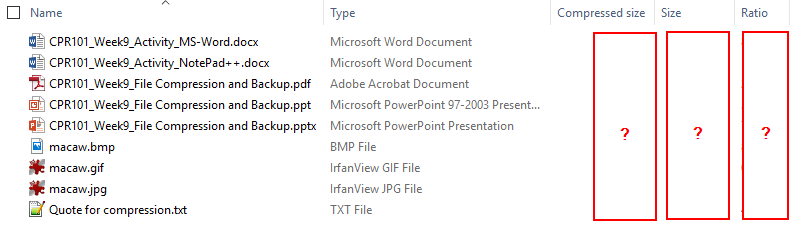 Name Type Compressed size Size Ratio
CPR101_Week9_Activity_MS-Word.docx Microsoft Word Document
CPR101_Week9_Activity_NotePad++.docx Microsoft Word Document
CPR101_Week9_File Compression and Backup.pdf Adobe Acrobat Document
CPR101_Week9_File Compression and Backup.ppt Microsoft PowerPoint 97-2003 Present...
CPR101_Week9_File Compression and Backup.pptx Microsoft PowerPoint Presentation ? ? ?
macaw.bmp BMP File
macaw.gif IrfanView GIF File
macaw.jpg IrfanView JPG File
Quote for compression.txt TXT File